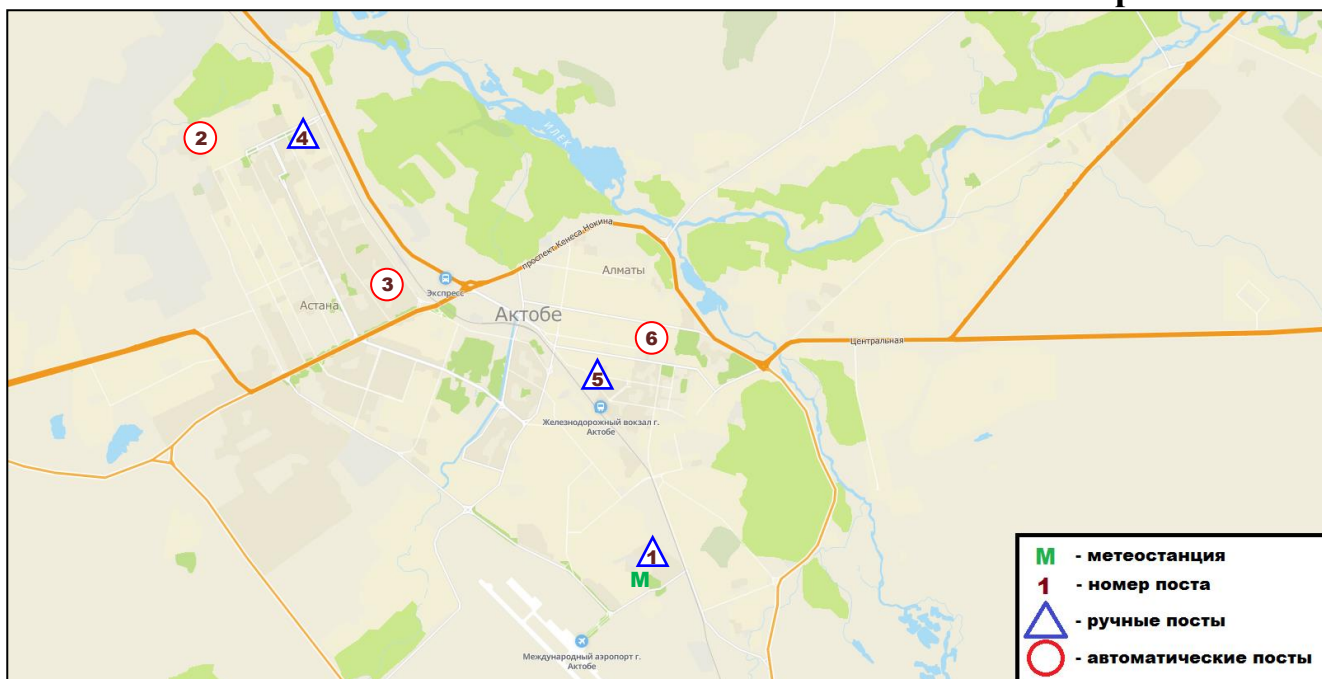 2
4
ИЛЕК
проспект Кенеса Нокина
Алматы
3
Экспресс
Астана
Актобе
6
Центральная
5
Железнодорожный вокзал г.
Актобе
1
М
Международный аэропорт г.
Актобе
М - метеостанция
1 - номер поста
- ручные посты
- автоматические посты